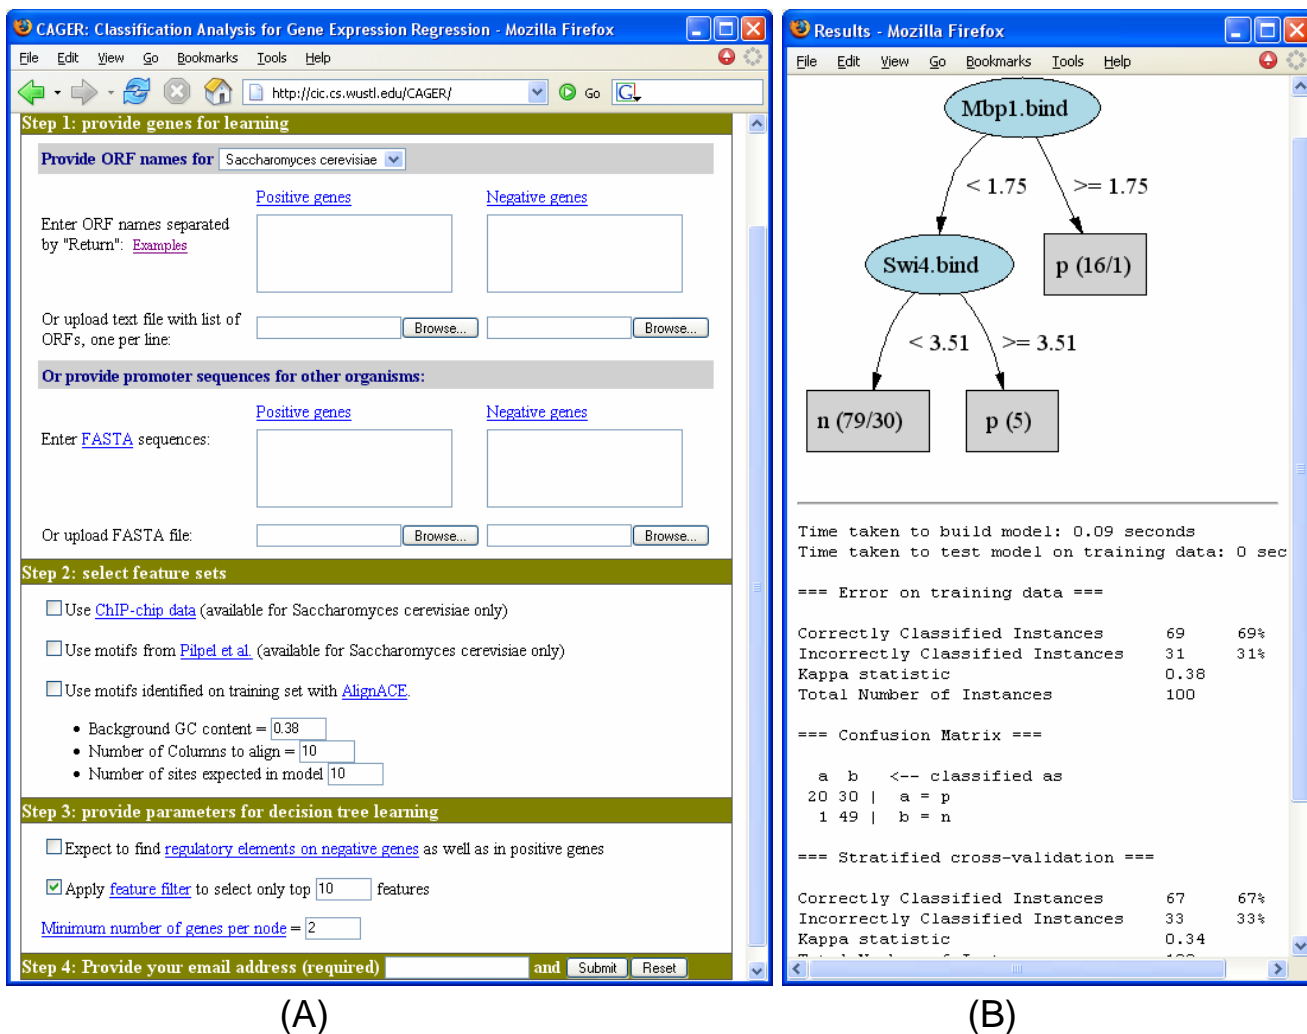 CAGER: Classification Analysis for Gene Expression Regression - Mozilla Firefox
File Edit View Go Bookmarks Tools Help
http://cic.cs.wustl.edu/CAGER/ Go G
Step 1: provide genes for learning
Provide ORF names for Saccharomyces cerevisiae
Positive genes Negative genes
Enter ORF names separated
by "Return": Examples
Or upload text file with list of
ORFs, one per line:
Browse... Browse...
Or provide promoter sequences for other organisms:
Positive genes Negative genes
Enter FASTA sequences:
Or upload FASTA file: Browse... Browse...
Step 2: select feature sets
Use ChIP-chip data (available for Saccharomyces cerevisiae only)
Use motifs from Pilpel et al. (available for Saccharomyces cerevisiae only)
Use motifs identified on training set with AlignACE.
• Background GC content = 0.38
• Number of Columns to align = 10
• Number of sites expected in model 10
Step 3: provide parameters for decision tree learning
Expect to find regulatory elements on negative genes as well as in positive genes
Apply feature filter to select only top 10 features
Minimum number of genes per node = 2
Step 4: Provide your email address (required) and Submit Reset
(A)
Results - Mozilla Firefox
File Edit View Go Bookmarks Tools Help
Mbp1.bind
< 1.75 >= 1.75
Swi4.bind p (16/1)
< 3.51 >= 3.51
n (79/30) p (5)
Time taken to build model: 0.09 seconds
Time taken to test model on training data: 0 sec
=== Error on training data ===
Correctly Classified Instances 69 69%
Incorrectly Classified Instances 31 31%
Kappa statistic 0.38
Total Number of Instances 100
=== Confusion Matrix ===
a b <-- classified as
20 30 | a = p
1 49 | b = n
=== Stratified cross-validation ===
Correctly Classified Instances 67 67%
Incorrectly Classified Instances 33 33%
Kappa statistic 0.34
(B)